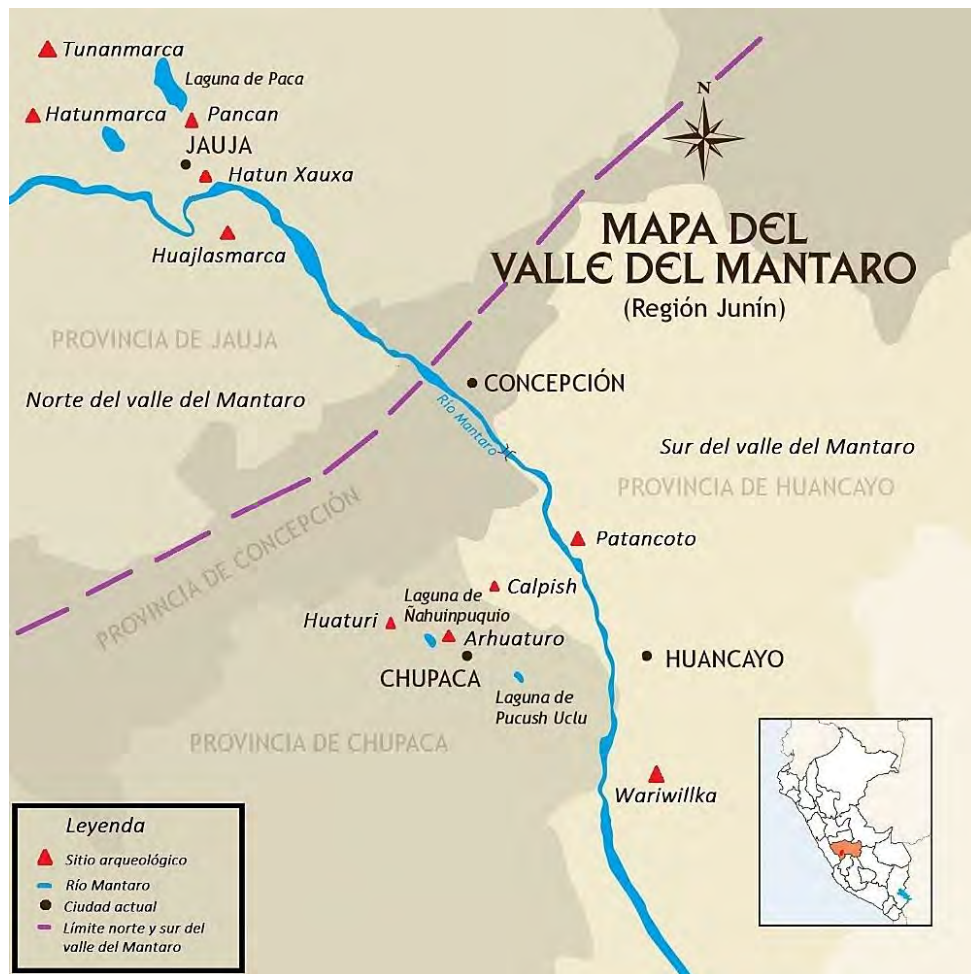 Tunanmarca
Laguna de Paca
Hatunmarca
Pancan
JAUJA
Hatun Xauxa
Huajlasmarca
N
MAPA DEL
VALLE DEL MANTARO
(Región Junín)
PROVINCIA DE JAUJA
Norte del valle del Mantaro
CONCEPCIÓN
Río Mantaro
Sur del valle del Mantaro
PROVINCIA DE HUANCAYO
PROVINCIA DE CONCEPCIÓN
Patancoto
Calpish
Laguna de
Ñahuinpuquio
Huaturi
Arhuaturo
CHUPACA
HUANCAYO
Laguna de
Pucush Uclu
PROVINCIA DE CHUPACA
Wariwillka
Leyenda
Sitio arqueológico
Río Mantaro
Ciudad actual
Límite norte y sur del
valle del Mantaro